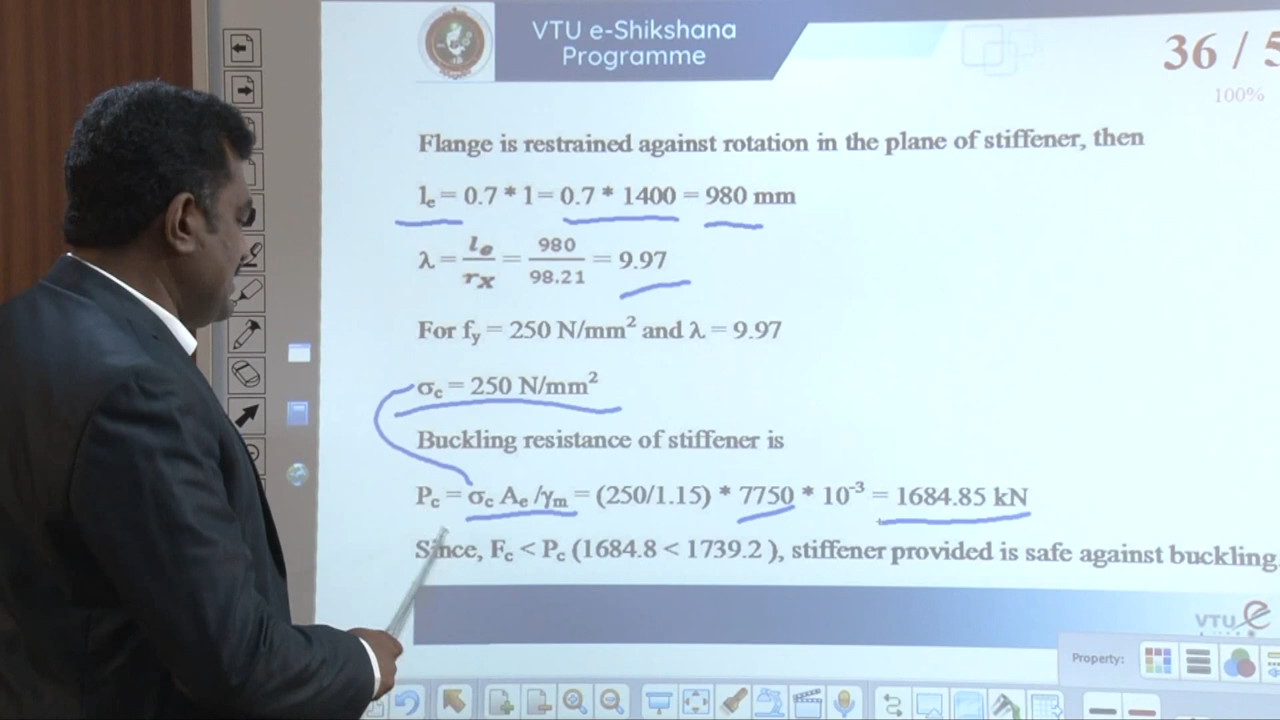 VTU e-Shikshana
Programme
36 / 5
100%
Flange is restrained against rotation in the plane of stiffener, then
lₑ = 0.7 * l= 0.7 * 1400 = 980 mm
λ = lₑ/rX = 980/98.21 = 9.97
For fy = 250 N/mm² and λ = 9.97
σc = 250 N/mm²
Buckling resistance of stiffener is
Pc = σc Ae /γm = (250/1.15) * 7750 * 10⁻³ = 1684.85 kN
Since, Fc < Pc (1684.8 < 1739.2 ), stiffener provided is safe against buckling.
VTU e
Property: